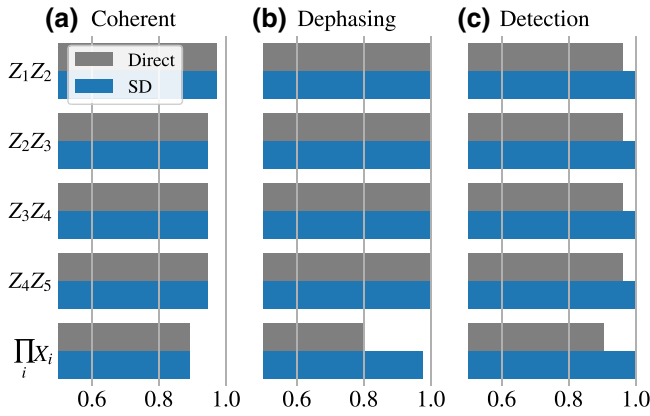 (a) Coherent (b) Dephasing (c) Detection
Direct
SD
Z₁Z₂
Z₂Z₃
Z₃Z₄
Z₄Z₅
∏ᵢXᵢ
0.6 0.8 1.0 0.6 0.8 1.0 0.6 0.8 1.0